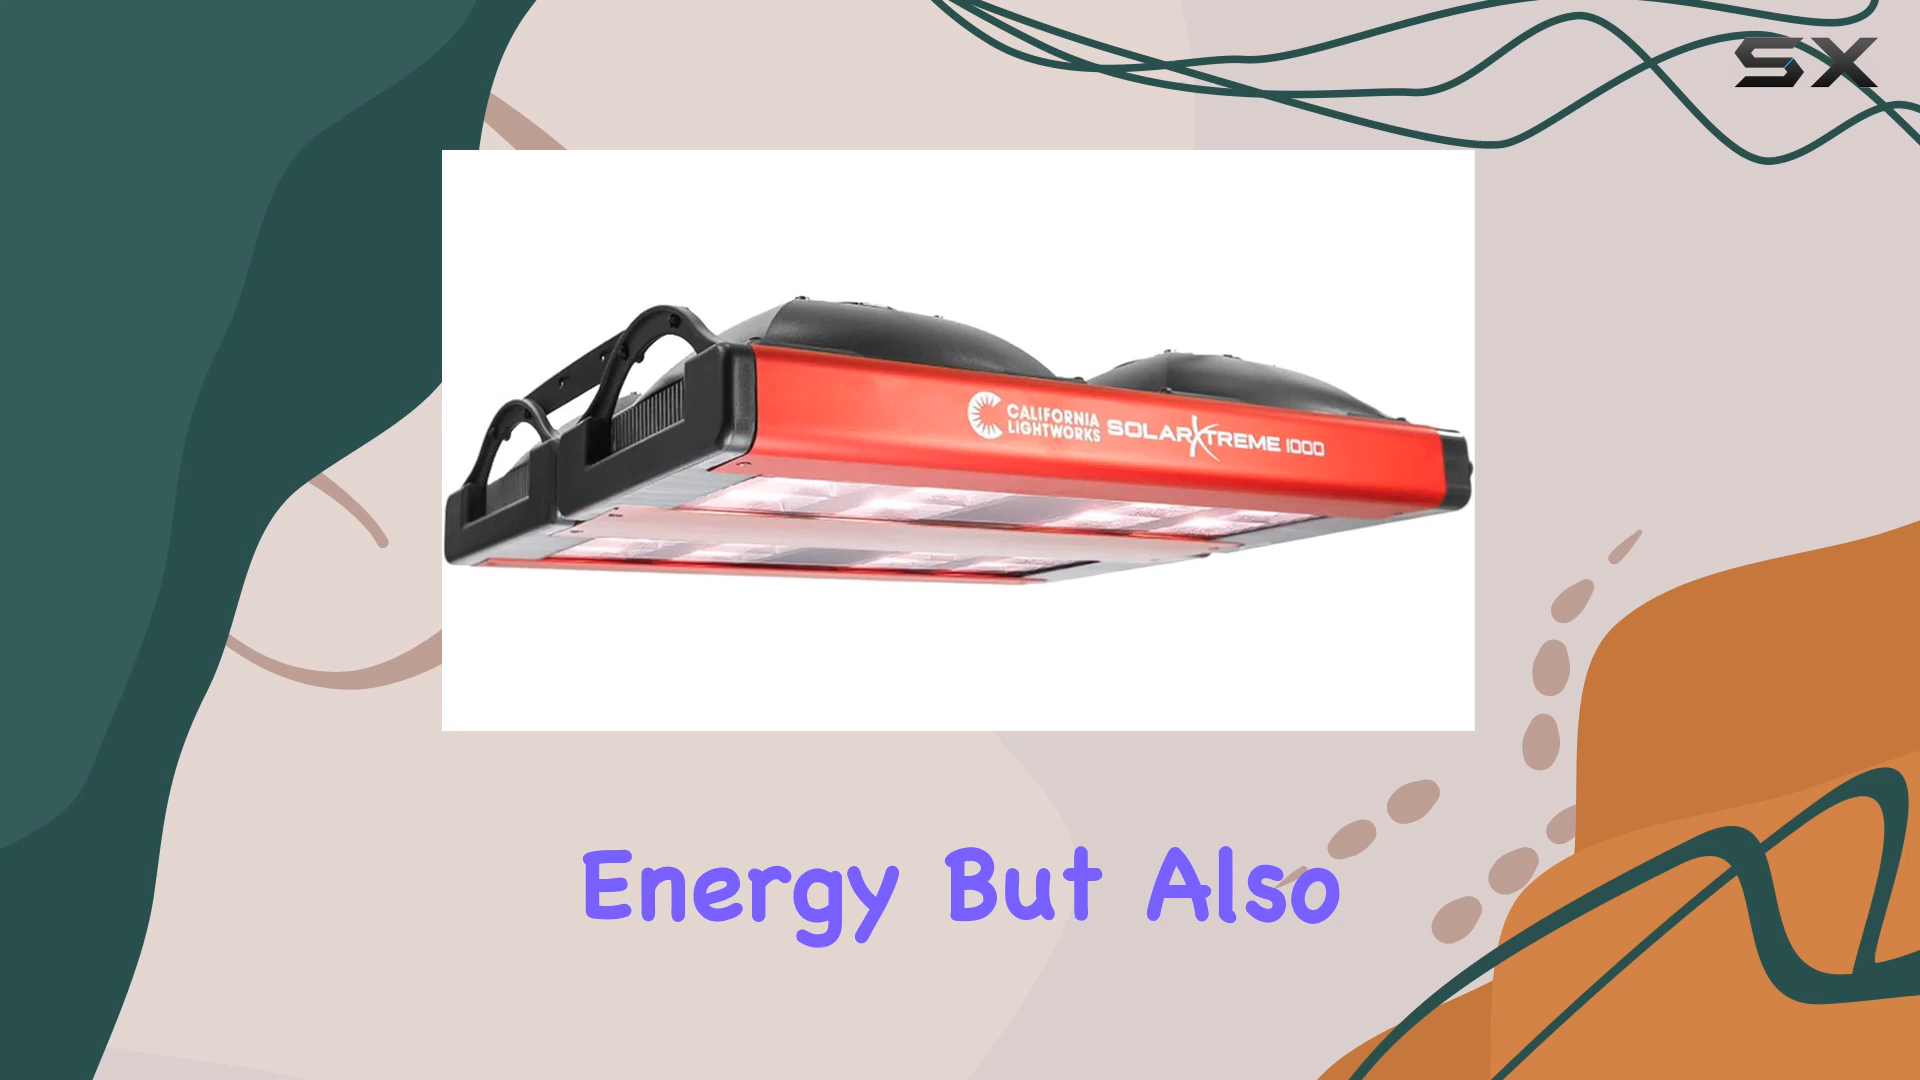 SX
CALIFORNIA
LIGHTWORKS
SOLARXTREME 1000
Energy But Also